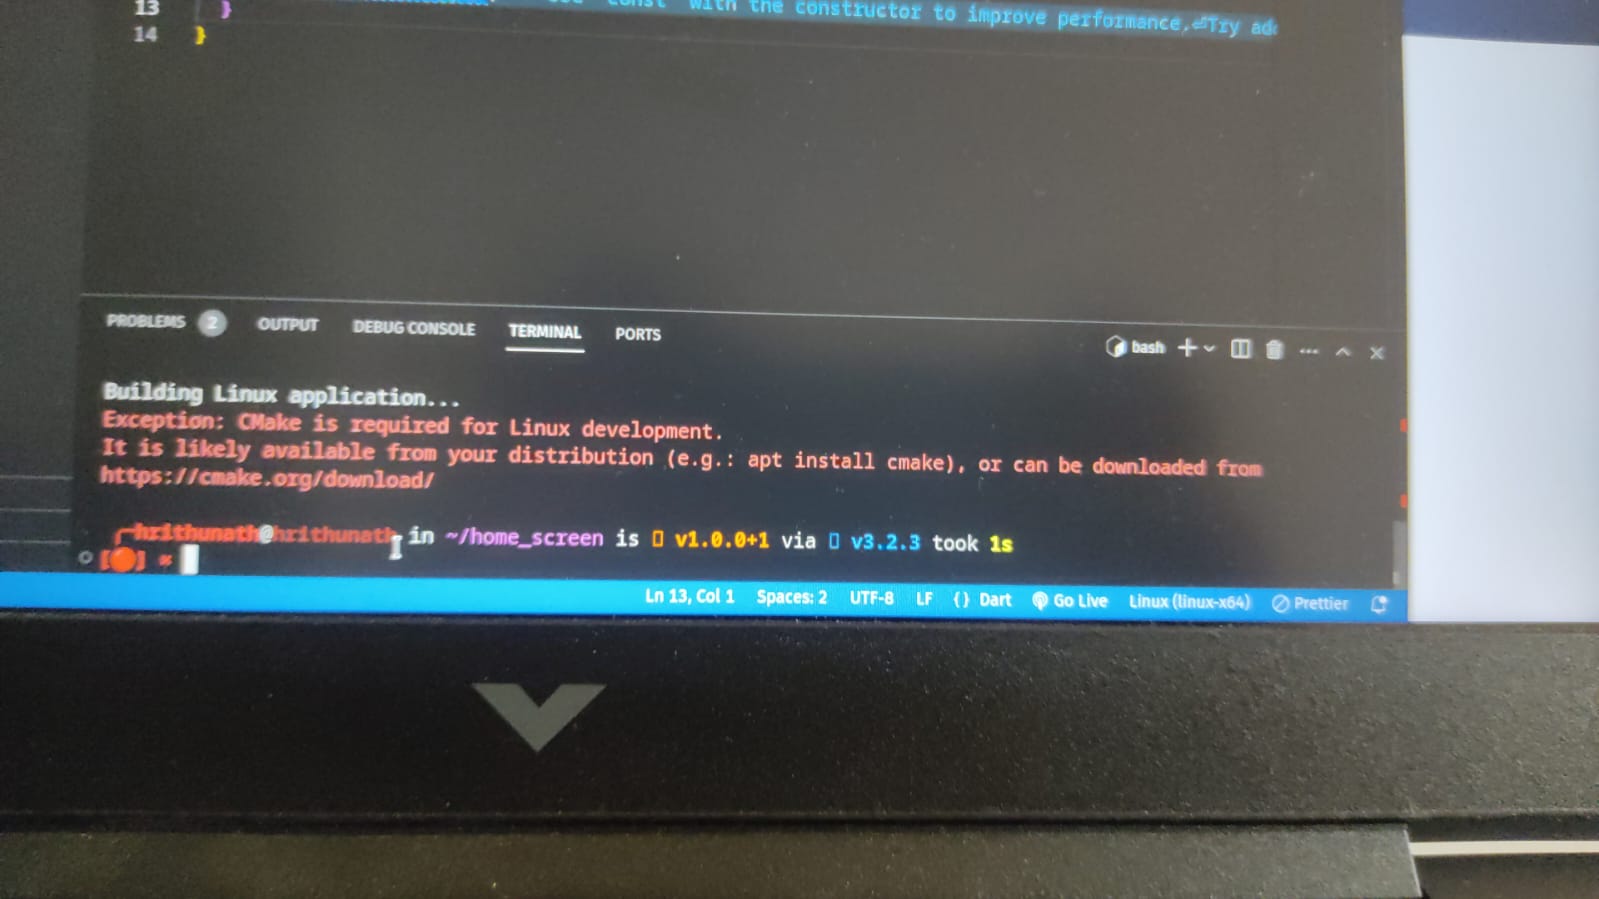 13 }
const with the constructor to improve performance.⏎Try
14 }
PROBLEMS 2 OUTPUT DEBUG CONSOLE TERMINAL PORTS
bash
Building Linux application...
Exception: CMake is required for Linux development.
It is likely available from your distribution (e.g.: apt install cmake), or can be downloaded from
https://cmake.org/download/
hrithunath@hrithunath in ~/home_screen is v1.0.0+1 via v3.2.3 took 1s
Ln 13, Col 1 Spaces: 2 UTF-8 LF {} Dart Go Live Linux (linux-x64) Prettier